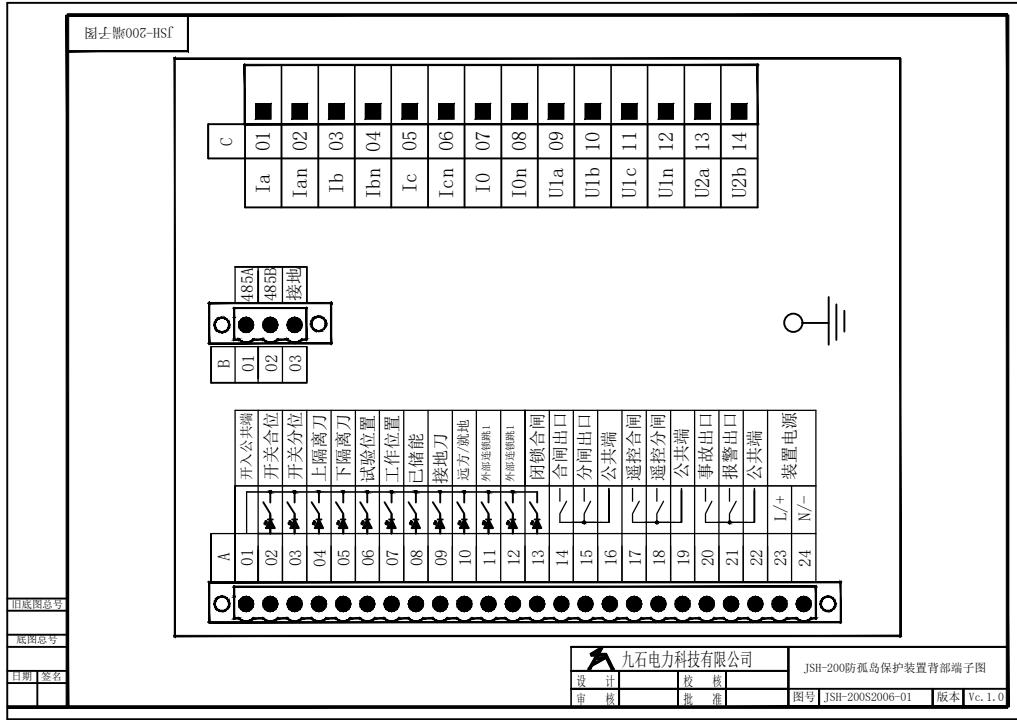 JSH-200端子图
C
01 02 03 04 05 06 07 08 09 10 11 12 13 14
Ia Ian Ib Ibn Ic Icn I0 I0n U1a U1b U1c U1n U2a U2b
485A 485B 接地
B 01 02 03
开入公共端
开关合位
开关分位
上隔离刀
下隔离刀
试验位置
工作位置
已储能
接地刀
远方/就地
外部连锁跳1
外部连锁跳1
闭锁合闸
合闸出口
分闸出口
公共端
遥控合闸
遥控分闸
公共端
事故出口
报警出口
公共端
装置电源
L/+ N/-
A 01 02 03 04 05 06 07 08 09 10 11 12 13 14 15 16 17 18 19 20 21 22 23 24
旧底图总号
底图总号
日期 签名
九石电力科技有限公司
设 计 校 核
审 核 批 准
JSH-200防孤岛保护装置背部端子图
图号 JSH-200S2006-01 版本 Vc.1.0